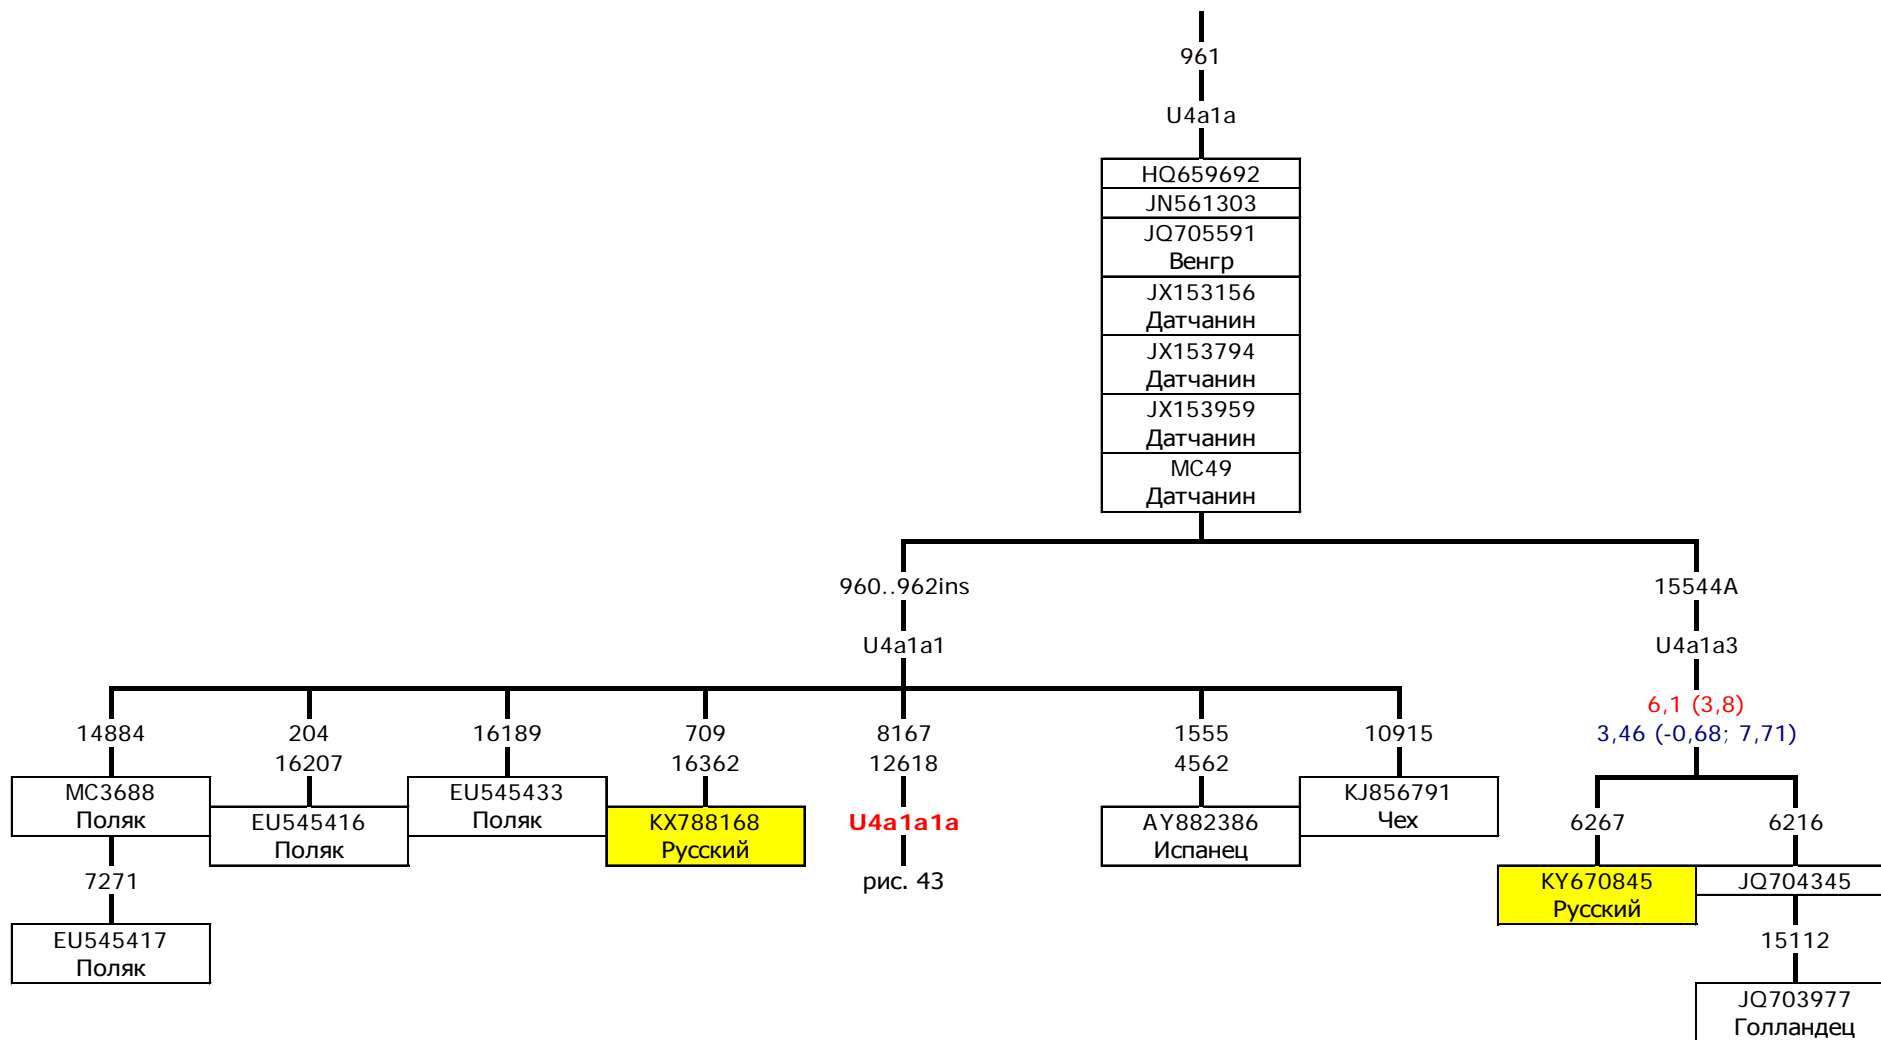 961
U4a1a
HQ659692
JN561303
JQ705591
Венгр
JX153156
Датчанин
JX153794
Датчанин
JX153959
Датчанин
MC49
Датчанин
960..962ins
15544A
U4a1a1
U4a1a3
6,1 (3,8)
3,46 (-0,68; 7,71)
14884
204
16207
16189
709
16362
8167
12618
1555
4562
10915
MC3688
Поляк
EU545416
Поляк
EU545433
Поляк
KX788168
Русский
U4a1a1a
рис. 43
AY882386
Испанец
KJ856791
Чех
6267
6216
7271
EU545417
Поляк
KY670845
Русский
JQ704345
15112
JQ703977
Голландец